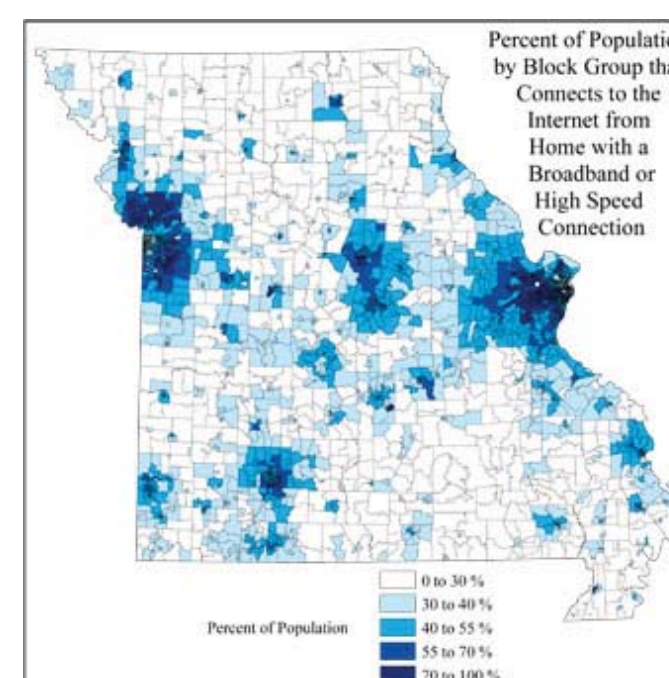 Percent of Populatio
by Block Group tha
Connects to the
Internet from
Home with a
Broadband or
High Speed
Connection
0 to 30 %
30 to 40 %
Percent of Population
40 to 55 %
55 to 70 %
70 to 100 %